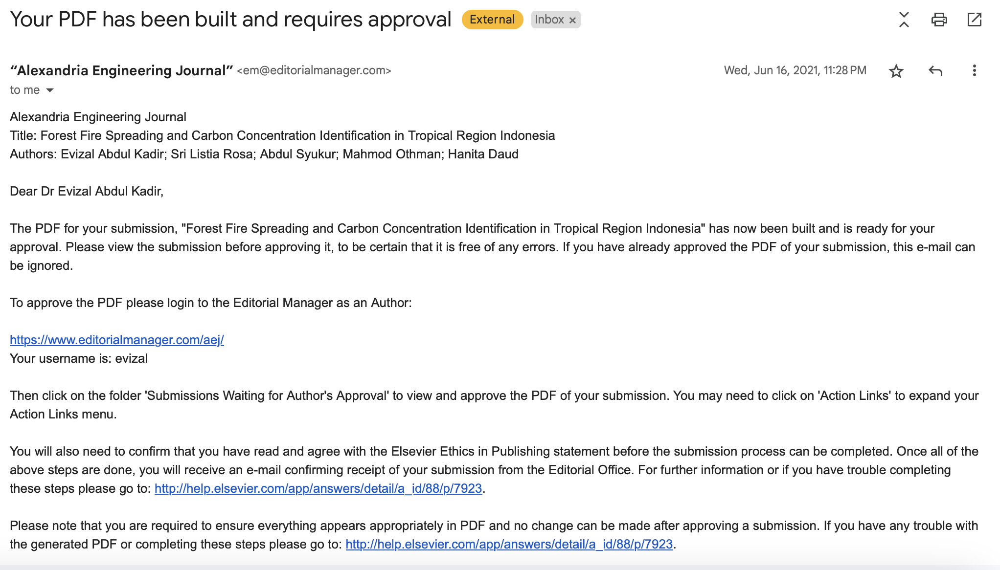 Your PDF has been built and requires approval External Inbox ×
“Alexandria Engineering Journal” <em@editorialmanager.com> Wed, Jun 16, 2021, 11:28 PM
to me
Alexandria Engineering Journal
Title: Forest Fire Spreading and Carbon Concentration Identification in Tropical Region Indonesia
Authors: Evizal Abdul Kadir; Sri Listia Rosa; Abdul Syukur; Mahmod Othman; Hanita Daud
Dear Dr Evizal Abdul Kadir,
The PDF for your submission, "Forest Fire Spreading and Carbon Concentration Identification in Tropical Region Indonesia" has now been built and is ready for your
approval. Please view the submission before approving it, to be certain that it is free of any errors. If you have already approved the PDF of your submission, this e-mail can
be ignored.
To approve the PDF please login to the Editorial Manager as an Author:
https://www.editorialmanager.com/aej/
Your username is: evizal
Then click on the folder 'Submissions Waiting for Author's Approval' to view and approve the PDF of your submission. You may need to click on 'Action Links' to expand your
Action Links menu.
You will also need to confirm that you have read and agree with the Elsevier Ethics in Publishing statement before the submission process can be completed. Once all of the
above steps are done, you will receive an e-mail confirming receipt of your submission from the Editorial Office. For further information or if you have trouble completing
these steps please go to: http://help.elsevier.com/app/answers/detail/a_id/88/p/7923.
Please note that you are required to ensure everything appears appropriately in PDF and no change can be made after approving a submission. If you have any trouble with
the generated PDF or completing these steps please go to: http://help.elsevier.com/app/answers/detail/a_id/88/p/7923.